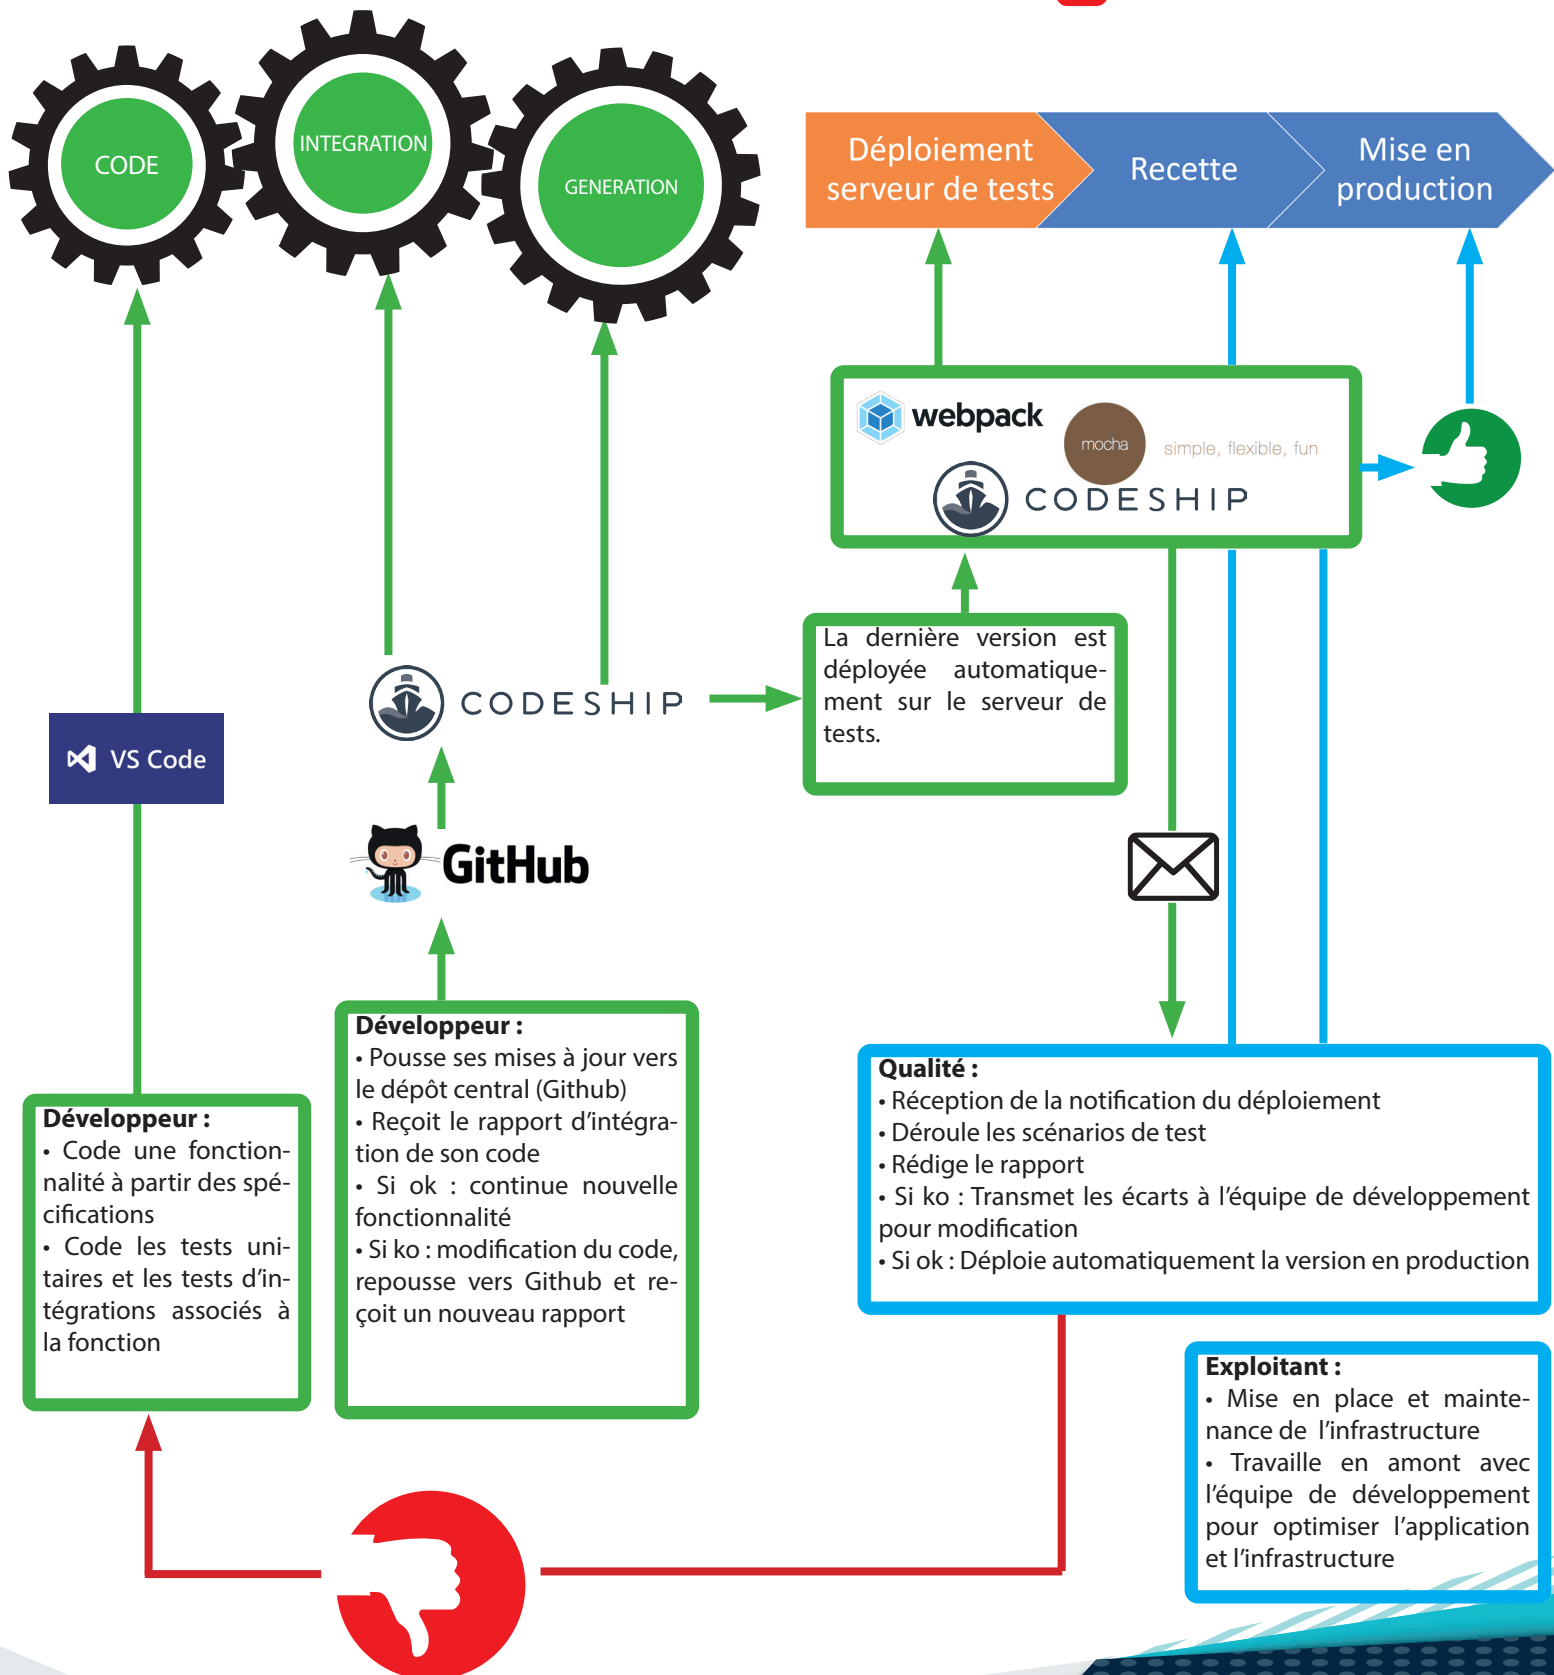 CODE
INTEGRATION
GENERATION
Déploiement
serveur de tests
Recette
Mise en
production
webpack
mocha
simple, flexible, fun
CODESHIP
La dernière version est
déployée automatique-
ment sur le serveur de
tests.
CODESHIP
VS Code
GitHub
Développeur :
• Code une fonction-
nalité à partir des spé-
cifications
• Code les tests uni-
taires et les tests d’in-
tégrations associés à
la fonction
Développeur :
• Pousse ses mises à jour vers
le dépôt central (Github)
• Reçoit le rapport d’intégra-
tion de son code
• Si ok : continue nouvelle
fonctionnalité
• Si ko : modification du code,
repousse vers Github et re-
çoit un nouveau rapport
Qualité :
• Réception de la notification du déploiement
• Déroule les scénarios de test
• Rédige le rapport
• Si ko : Transmet les écarts à l’équipe de développement
pour modification
• Si ok : Déploie automatiquement la version en production
Exploitant :
• Mise en place et mainte-
nance de l’infrastructure
• Travaille en amont avec
l’équipe de développement
pour optimiser l’application
et l’infrastructure